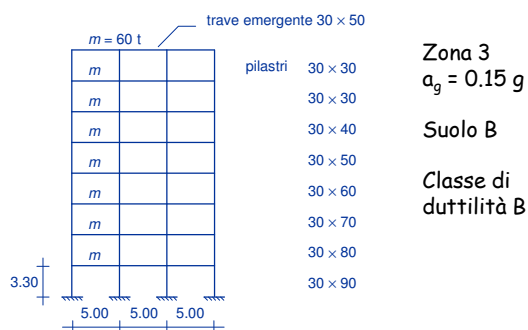 trave emergente 30 × 50
m = 60 t
pilastri
m
30 × 30
m
30 × 30
m
30 × 40
m
30 × 50
m
30 × 60
m
30 × 70
m
30 × 80
3.30
30 × 90
5.00 5.00 5.00
Zona 3
ag = 0.15 g
Suolo B
Classe di
duttilità B